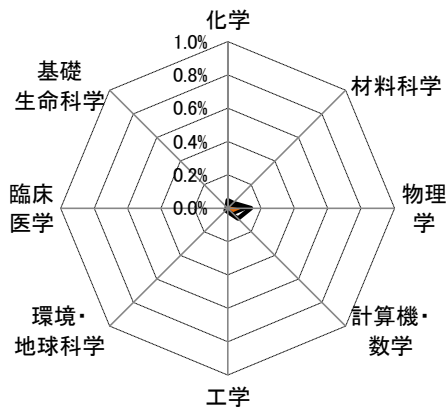 化学
1.0%
0.8%
0.6%
0.4%
0.2%
0.0%
材料科学
物理
学
計算機・
数学
工学
環境・
地球科学
臨床
医学
基礎
生命科学